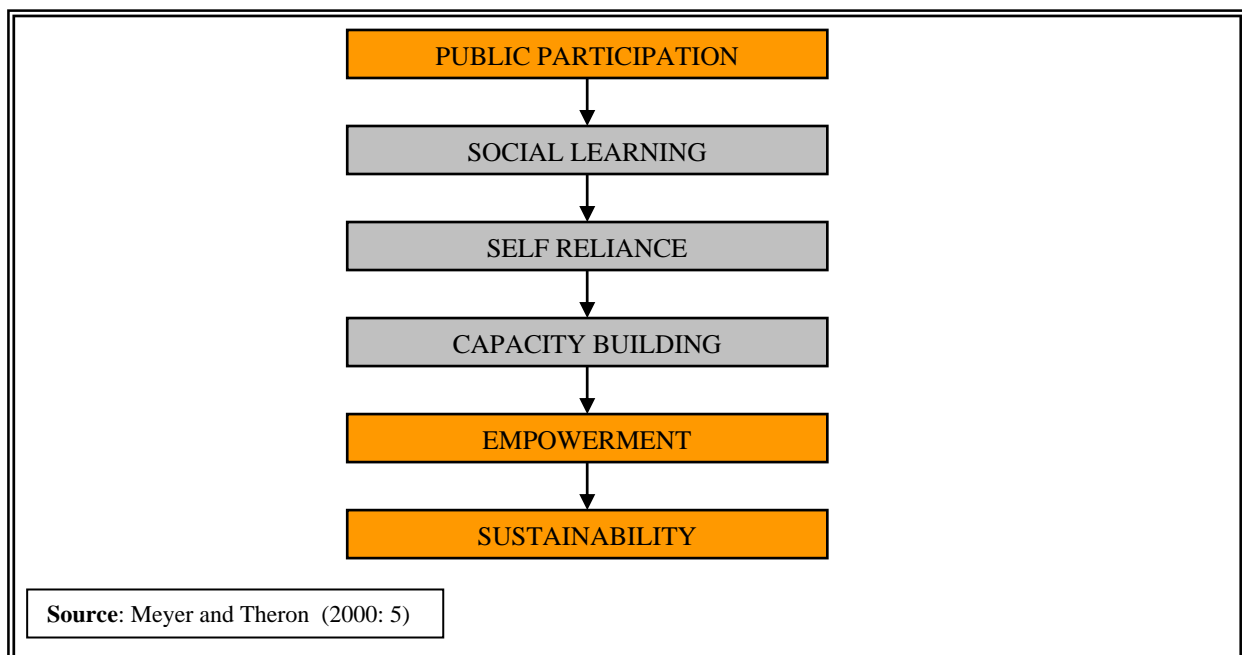 PUBLIC PARTICIPATION
SOCIAL LEARNING
SELF RELIANCE
CAPACITY BUILDING
EMPOWERMENT
SUSTAINABILITY
Source: Meyer and Theron (2000: 5)